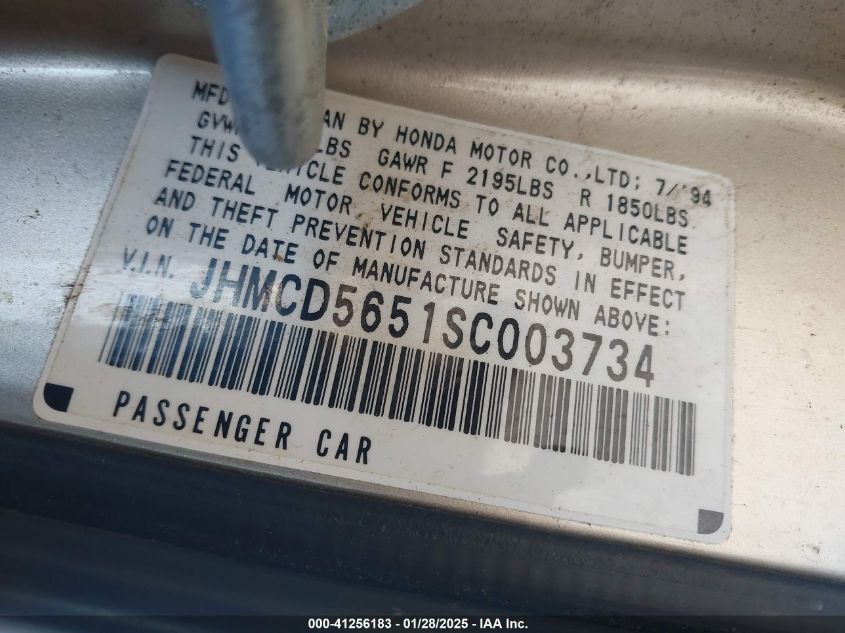 MFD AN BY HONDA MOTOR CO.,LTD; 7/'94
GVW LBS GAWR F 2195LBS R 1850LBS
THIS VEHICLE CONFORMS TO ALL APPLICABLE
FEDERAL MOTOR VEHICLE SAFETY, BUMPER,
AND THEFT PREVENTION STANDARDS IN EFFECT
ON THE DATE OF MANUFACTURE SHOWN ABOVE:
V.I.N. JHMCD5651SC003734
PASSENGER CAR
000-41256183 / 01/28/2025 - IAA Inc.